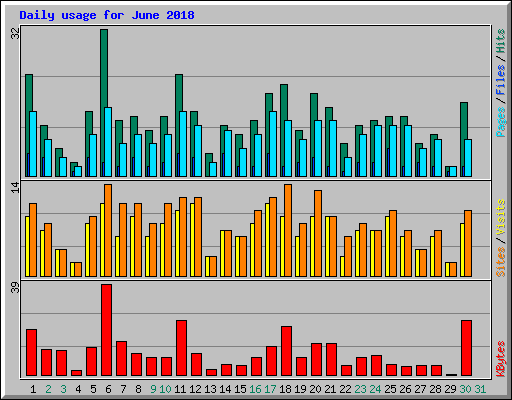 Daily usage for June 2018
32
Pages / Files / Hits
14
Sites / Visits
39
KBytes
1 2 3 4 5 6 7 8 9 10 11 12 13 14 15 16 17 18 19 20 21 22 23 24 25 26 27 28 29 30 31